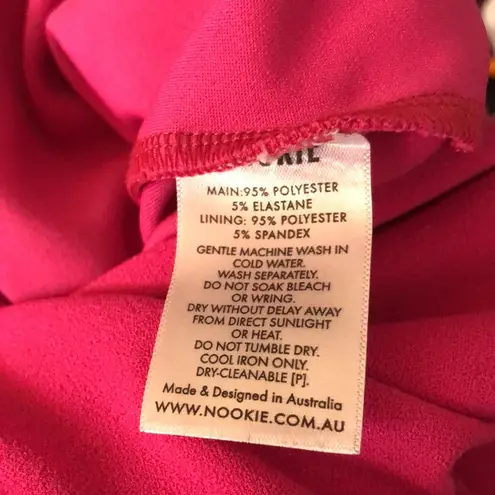 MAIN:95% POLYESTER
5% ELASTANE
LINING: 95% POLYESTER
5% SPANDEX
GENTLE MACHINE WASH IN
COLD WATER.
WASH SEPARATELY.
DO NOT SOAK BLEACH
OR WRING.
DRY WITHOUT DELAY AWAY
FROM DIRECT SUNLIGHT
OR HEAT.
DO NOT TUMBLE DRY.
COOL IRON ONLY.
DRY-CLEANABLE [P].
Made & Designed in Australia
WWW.NOOKIE.COM.AU